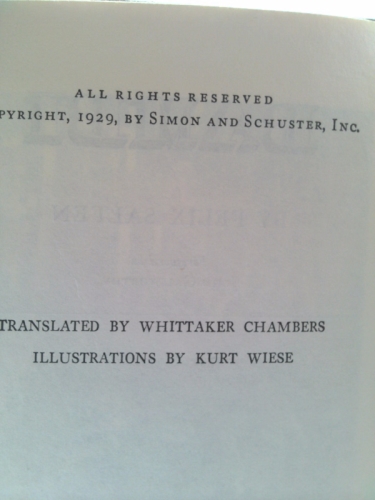 ALL RIGHTS RESERVED
PYRIGHT, 1929, BY SIMON AND SCHUSTER, INC.
TRANSLATED BY WHITTAKER CHAMBERS
ILLUSTRATIONS BY KURT WIESE